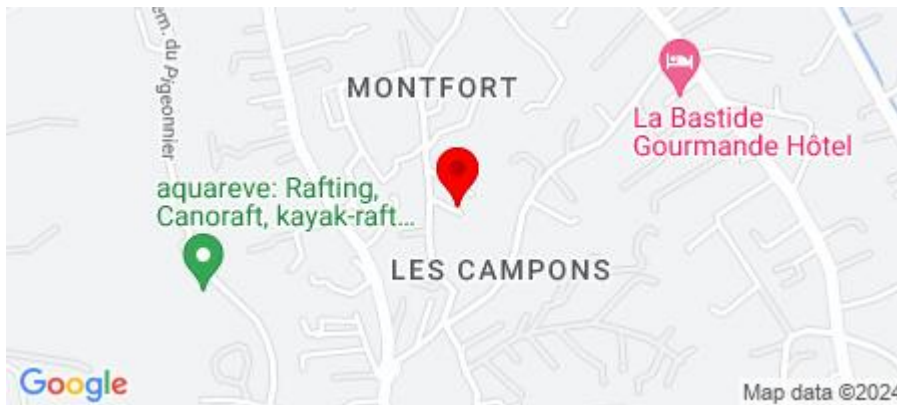 em. du Pigeonnier
MONTFORT
La Bastide
Gourmande Hôtel
aquareve: Rafting,
Canoraft, kayak-raft...
LES CAMPONS
Google
Map data ©2024